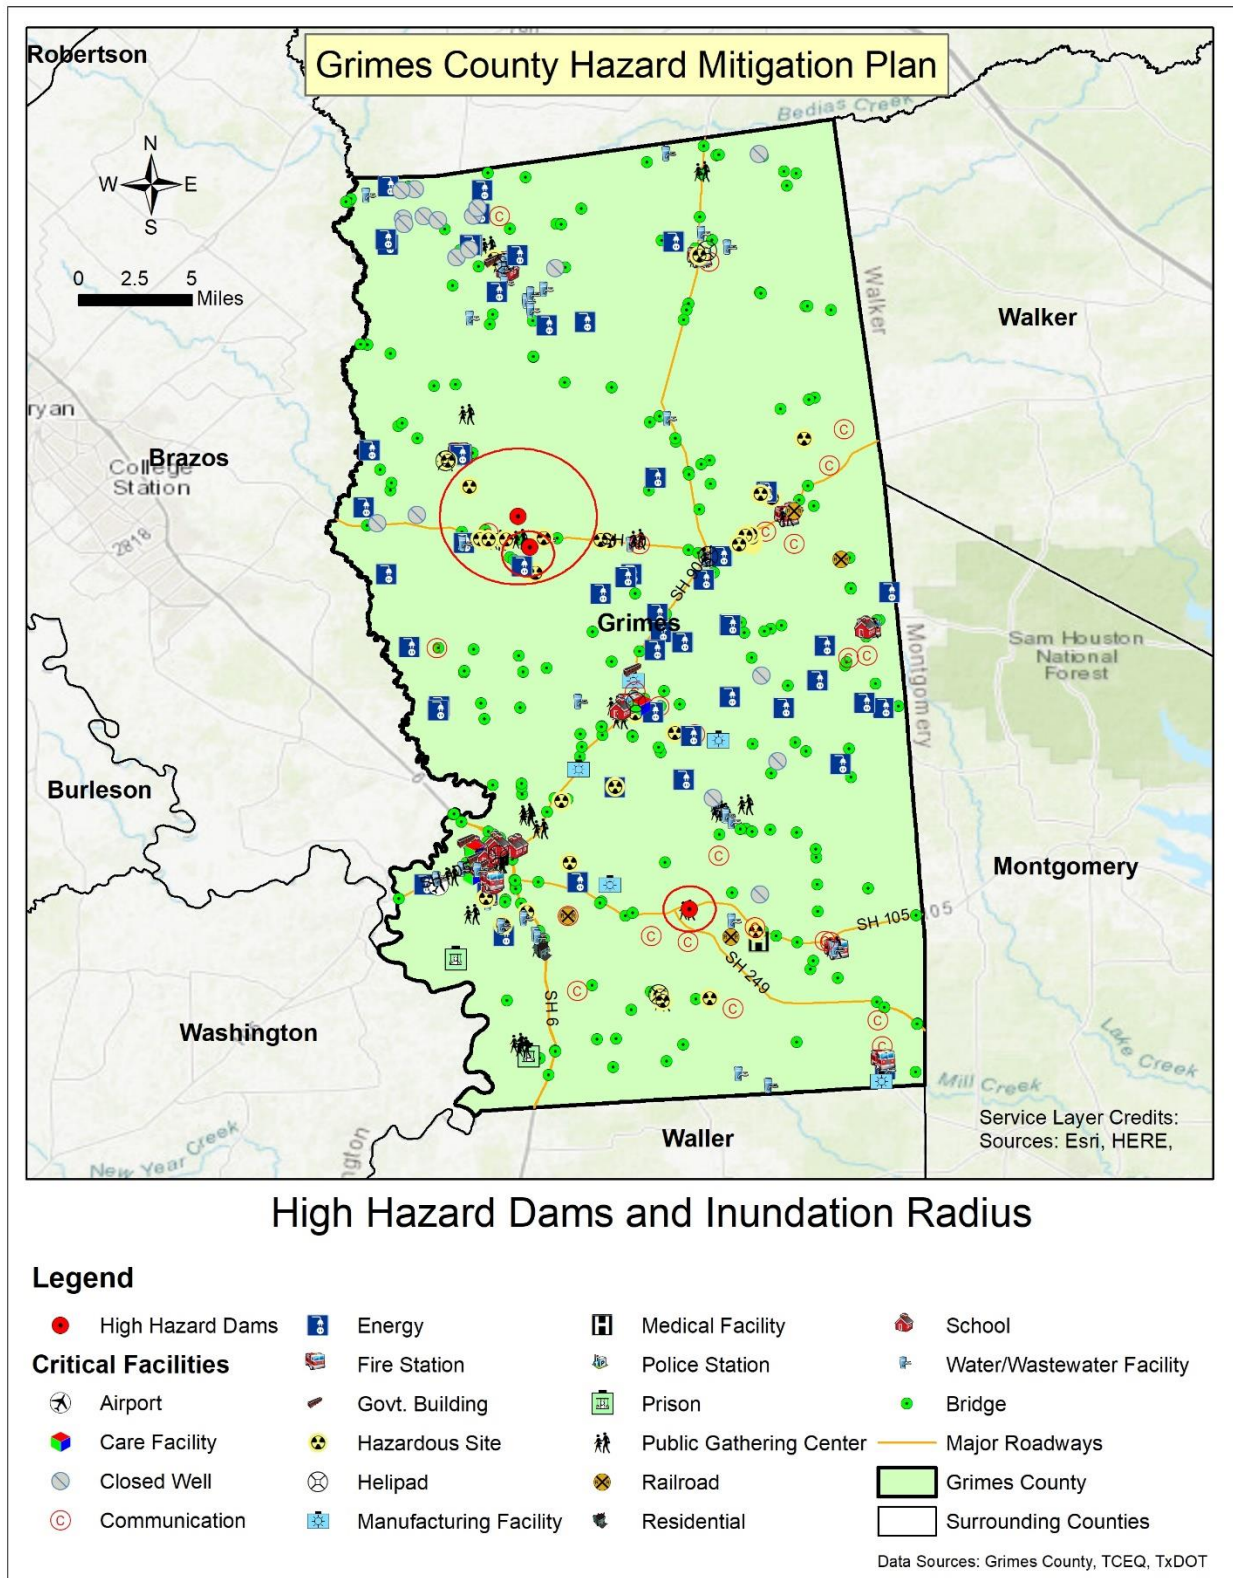 Grimes County Hazard Mitigation Plan
Robertson
Bedias Creek
N
W E
S
0 2.5 5
Miles
Walker
Walker
ryan
Brazos
College
Station
2818
SH
SH 90
Grimes
Sam Houston
National
Forest
Montgomery
6
Burleson
Montgomery
SH 105
105
SH 249
SH 6
Washington
Lake Creek
Mill Creek
New Year Creek
ington
Waller
Service Layer Credits:
Sources: Esri, HERE,
High Hazard Dams and Inundation Radius
Legend
High Hazard Dams
Critical Facilities
Airport
Care Facility
Closed Well
C Communication
Energy
Fire Station
Govt. Building
Hazardous Site
Helipad
Manufacturing Facility
H Medical Facility
Police Station
Prison
Public Gathering Center
Railroad
Residential
School
Water/Wastewater Facility
Bridge
Major Roadways
Grimes County
Surrounding Counties
Data Sources: Grimes County, TCEQ, TxDOT